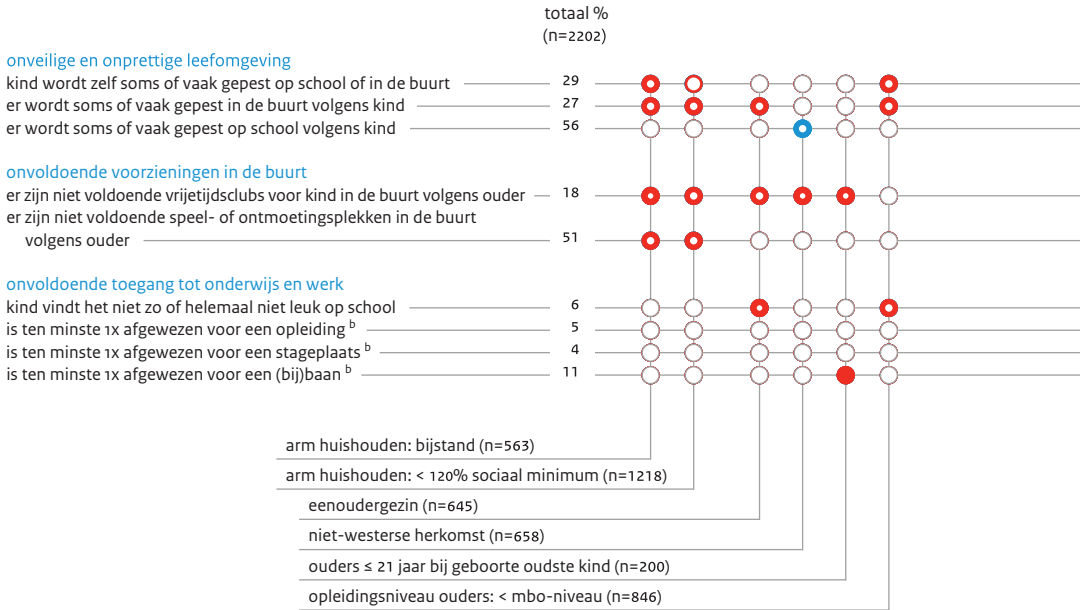 totaal %
(n=2202)
onveilige en onprettige leefomgeving
kind wordt zelf soms of vaak gepest op school of in de buurt 29
er wordt soms of vaak gepest in de buurt volgens kind 27
er wordt soms of vaak gepest op school volgens kind 56
onvoldoende voorzieningen in de buurt
er zijn niet voldoende vrijetijdsclubs voor kind in de buurt volgens ouder 18
er zijn niet voldoende speel- of ontmoetingsplekken in de buurt
volgens ouder 51
onvoldoende toegang tot onderwijs en werk
kind vindt het niet zo of helemaal niet leuk op school 6
is ten minste 1x afgewezen voor een opleiding b 5
is ten minste 1x afgewezen voor een stageplaats b 4
is ten minste 1x afgewezen voor een (bij)baan b 11
arm huishouden: bijstand (n=563)
arm huishouden: < 120% sociaal minimum (n=1218)
eenoudergezin (n=645)
niet-westerse herkomst (n=658)
ouders ≤ 21 jaar bij geboorte oudste kind (n=200)
opleidingsniveau ouders: < mbo-niveau (n=846)